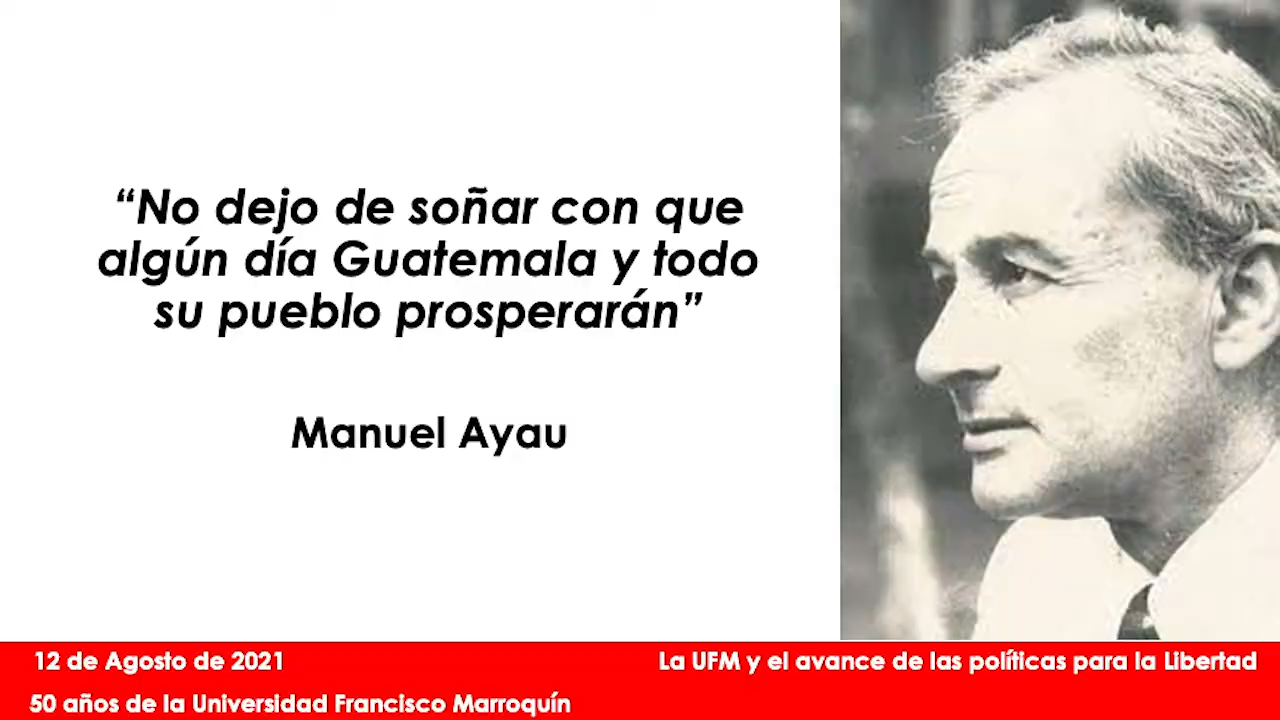 “No dejo de soñar con que
algún día Guatemala y todo
su pueblo prosperarán”
Manuel Ayau
12 de Agosto de 2021
La UFM y el avance de las políticas para la Libertad
50 años de la Universidad Francisco Marroquín